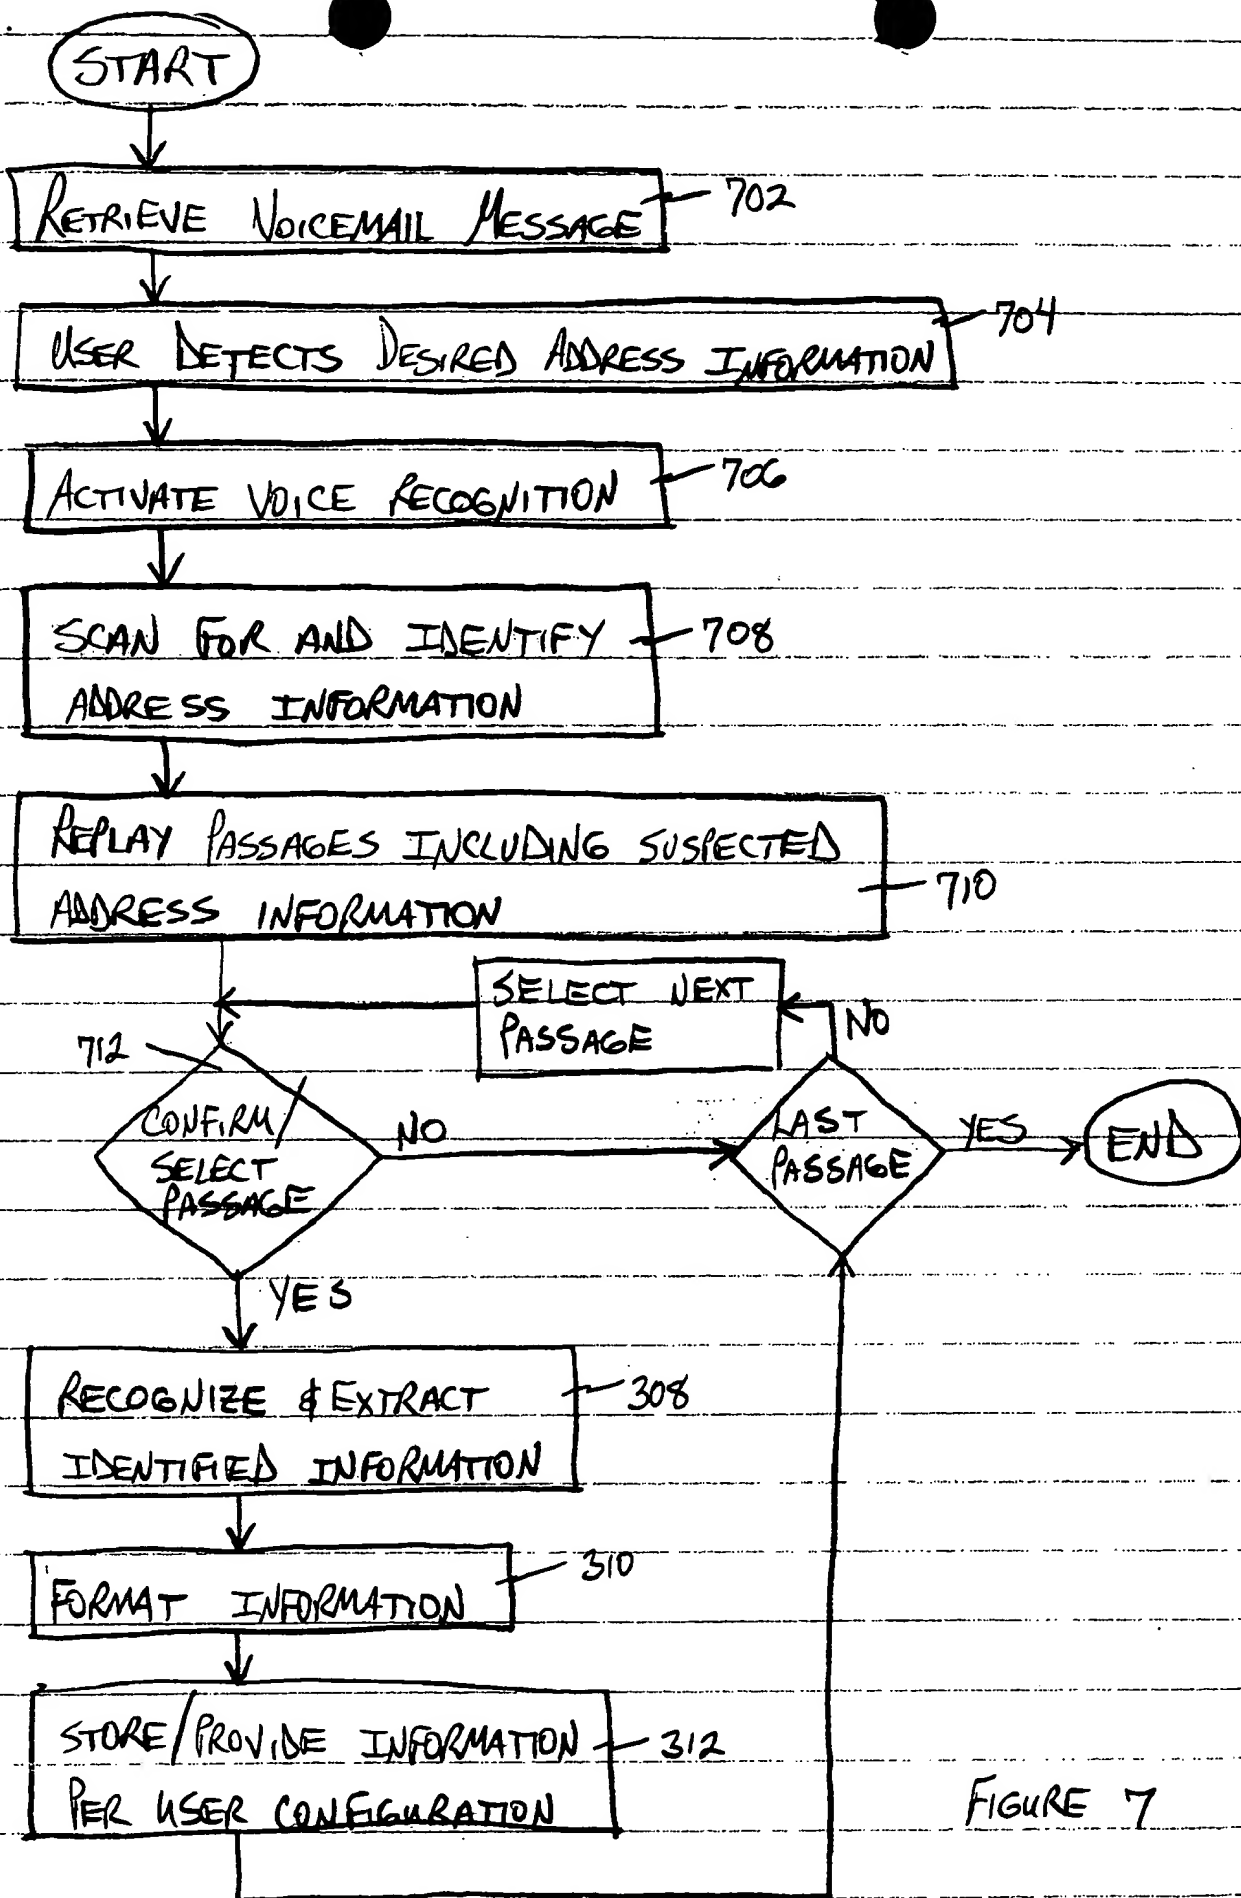 START
RETRIEVE VOICEMAIL MESSAGE
702
USER DETECTS DESIRED ADDRESS INFORMATION
704
ACTIVATE VOICE RECOGNITION
706
SCAN FOR AND IDENTIFY
ADDRESS INFORMATION
708
REPLAY PASSAGES INCLUDING SUSPECTED
ADDRESS INFORMATION
710
SELECT NEXT
PASSAGE
NO
712
CONFIRM/
SELECT
PASSAGE
NO
LAST
PASSAGE
YES
END
YES
RECOGNIZE & EXTRACT
IDENTIFIED INFORMATION
308
FORMAT INFORMATION
310
STORE/PROVIDE INFORMATION
PER USER CONFIGURATION
312
FIGURE 7